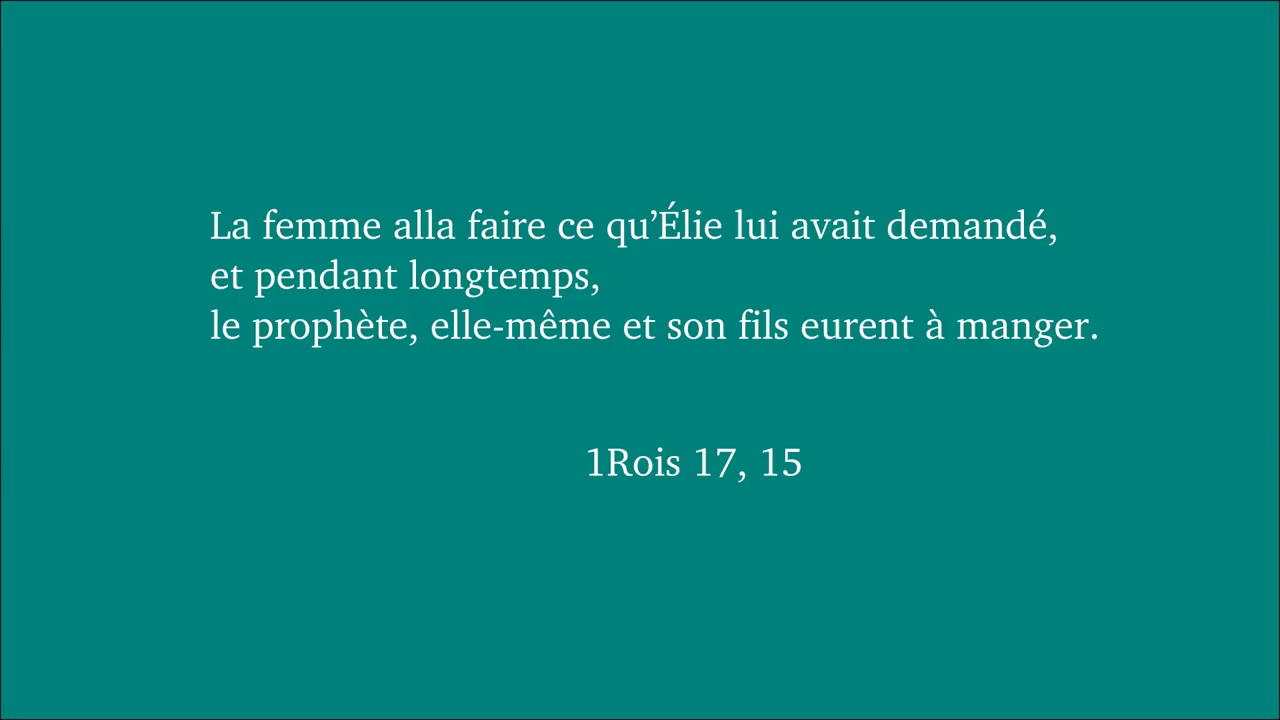 La femme alla faire ce qu’Élie lui avait demandé,
et pendant longtemps,
le prophète, elle-même et son fils eurent à manger.
1Rois 17, 15